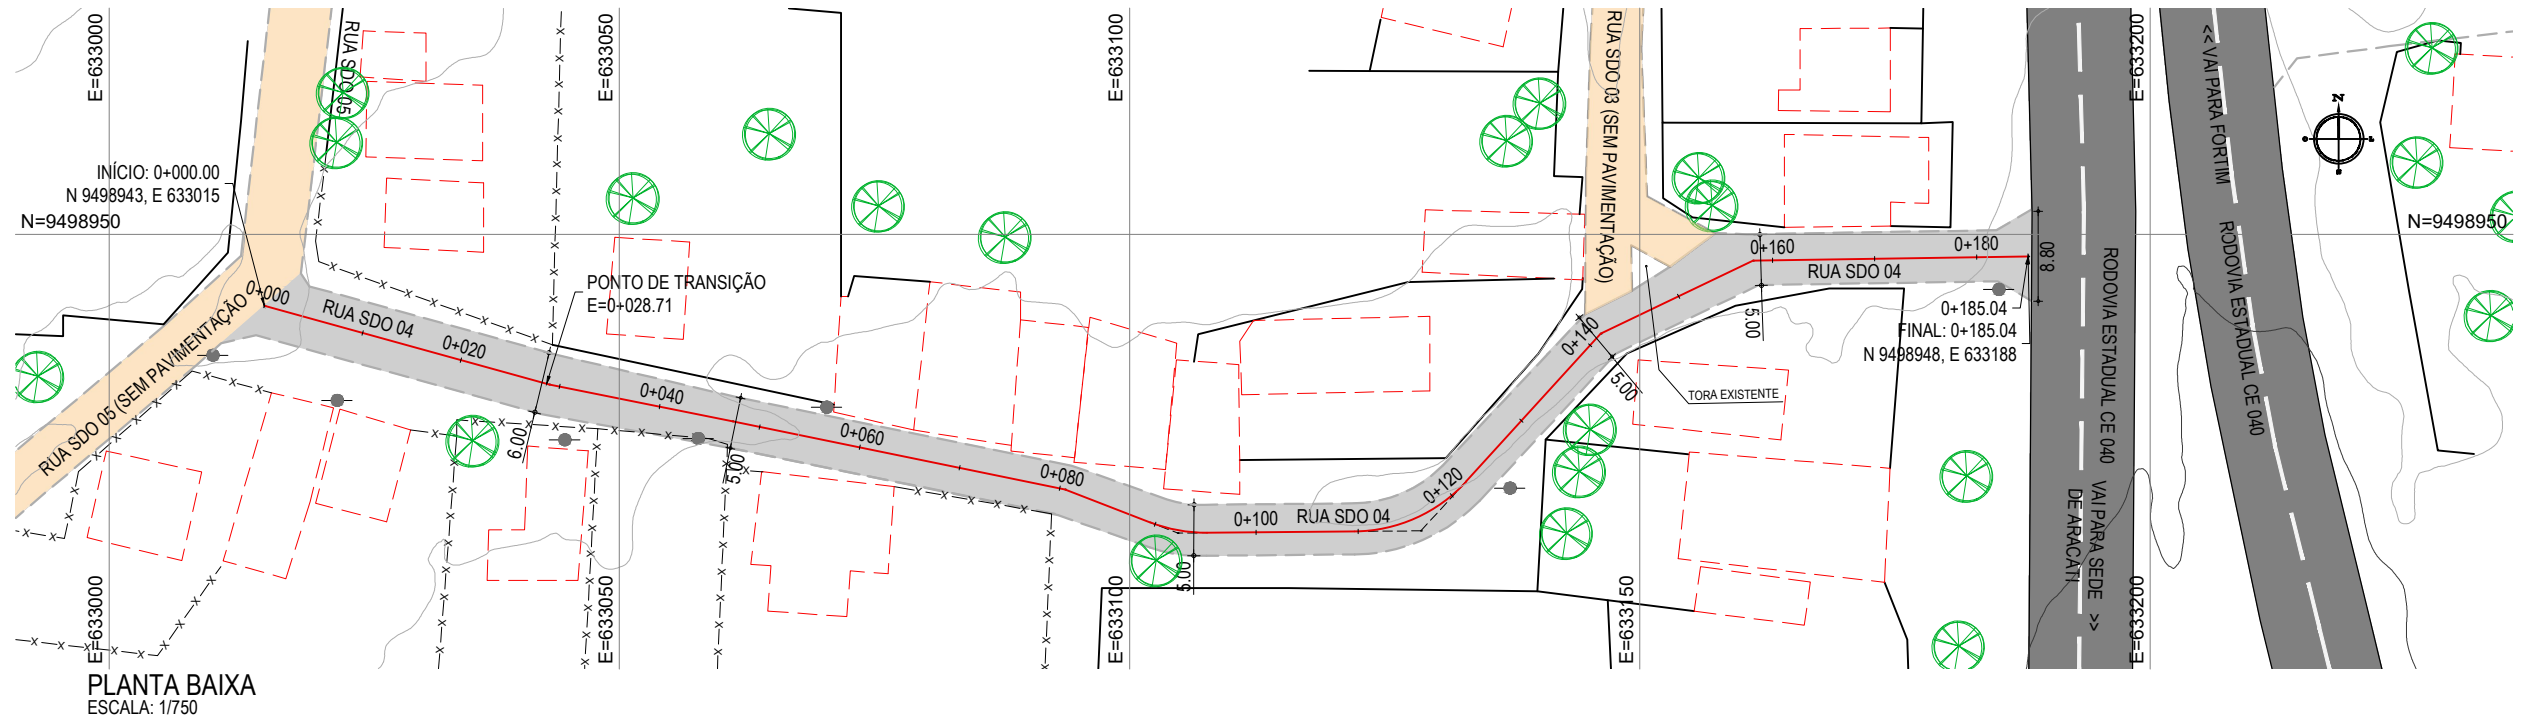 E=633000
RUA SDO 05
E=633050
E=633100
RUA SDO 03 (SEM PAVIMENTAÇÃO)
E=633200
<< VAI PARA FORTIM
RODOVIA ESTADUAL CE 040
N
INÍCIO: 0+000.00
N 9498943, E 633015
N=9498950
N=9498950
0+000
RUA SDO 04
0+020
PONTO DE TRANSIÇÃO
E=0+028.71
0+040
0+060
0+080
0+100
RUA SDO 04
0+120
0+140
0+160
RUA SDO 04
0+180
8.80
0+185.04
FINAL: 0+185.04
N 9498948, E 633188
TORA EXISTENTE
6.00
5.00
5.00
5.00
5.00
RUA SDO 05 (SEM PAVIMENTAÇÃO)
RODOVIA ESTADUAL CE 040
VAI PARA SEDE >>
DE ARACATI
E=633000
E=633050
E=633100
E=633150
E=633200
PLANTA BAIXA
ESCALA: 1/750